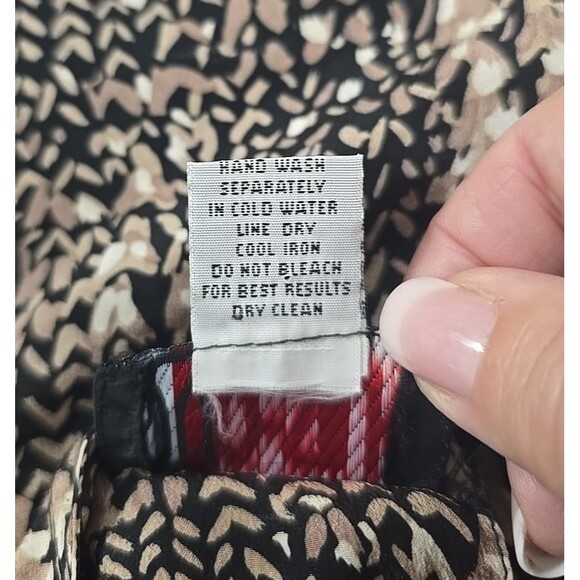 HAND WASH
SEPARATELY
IN COLD WATER
LINE DRY
COOL IRON
DO NOT BLEACH
FOR BEST RESULTS
DRY CLEAN